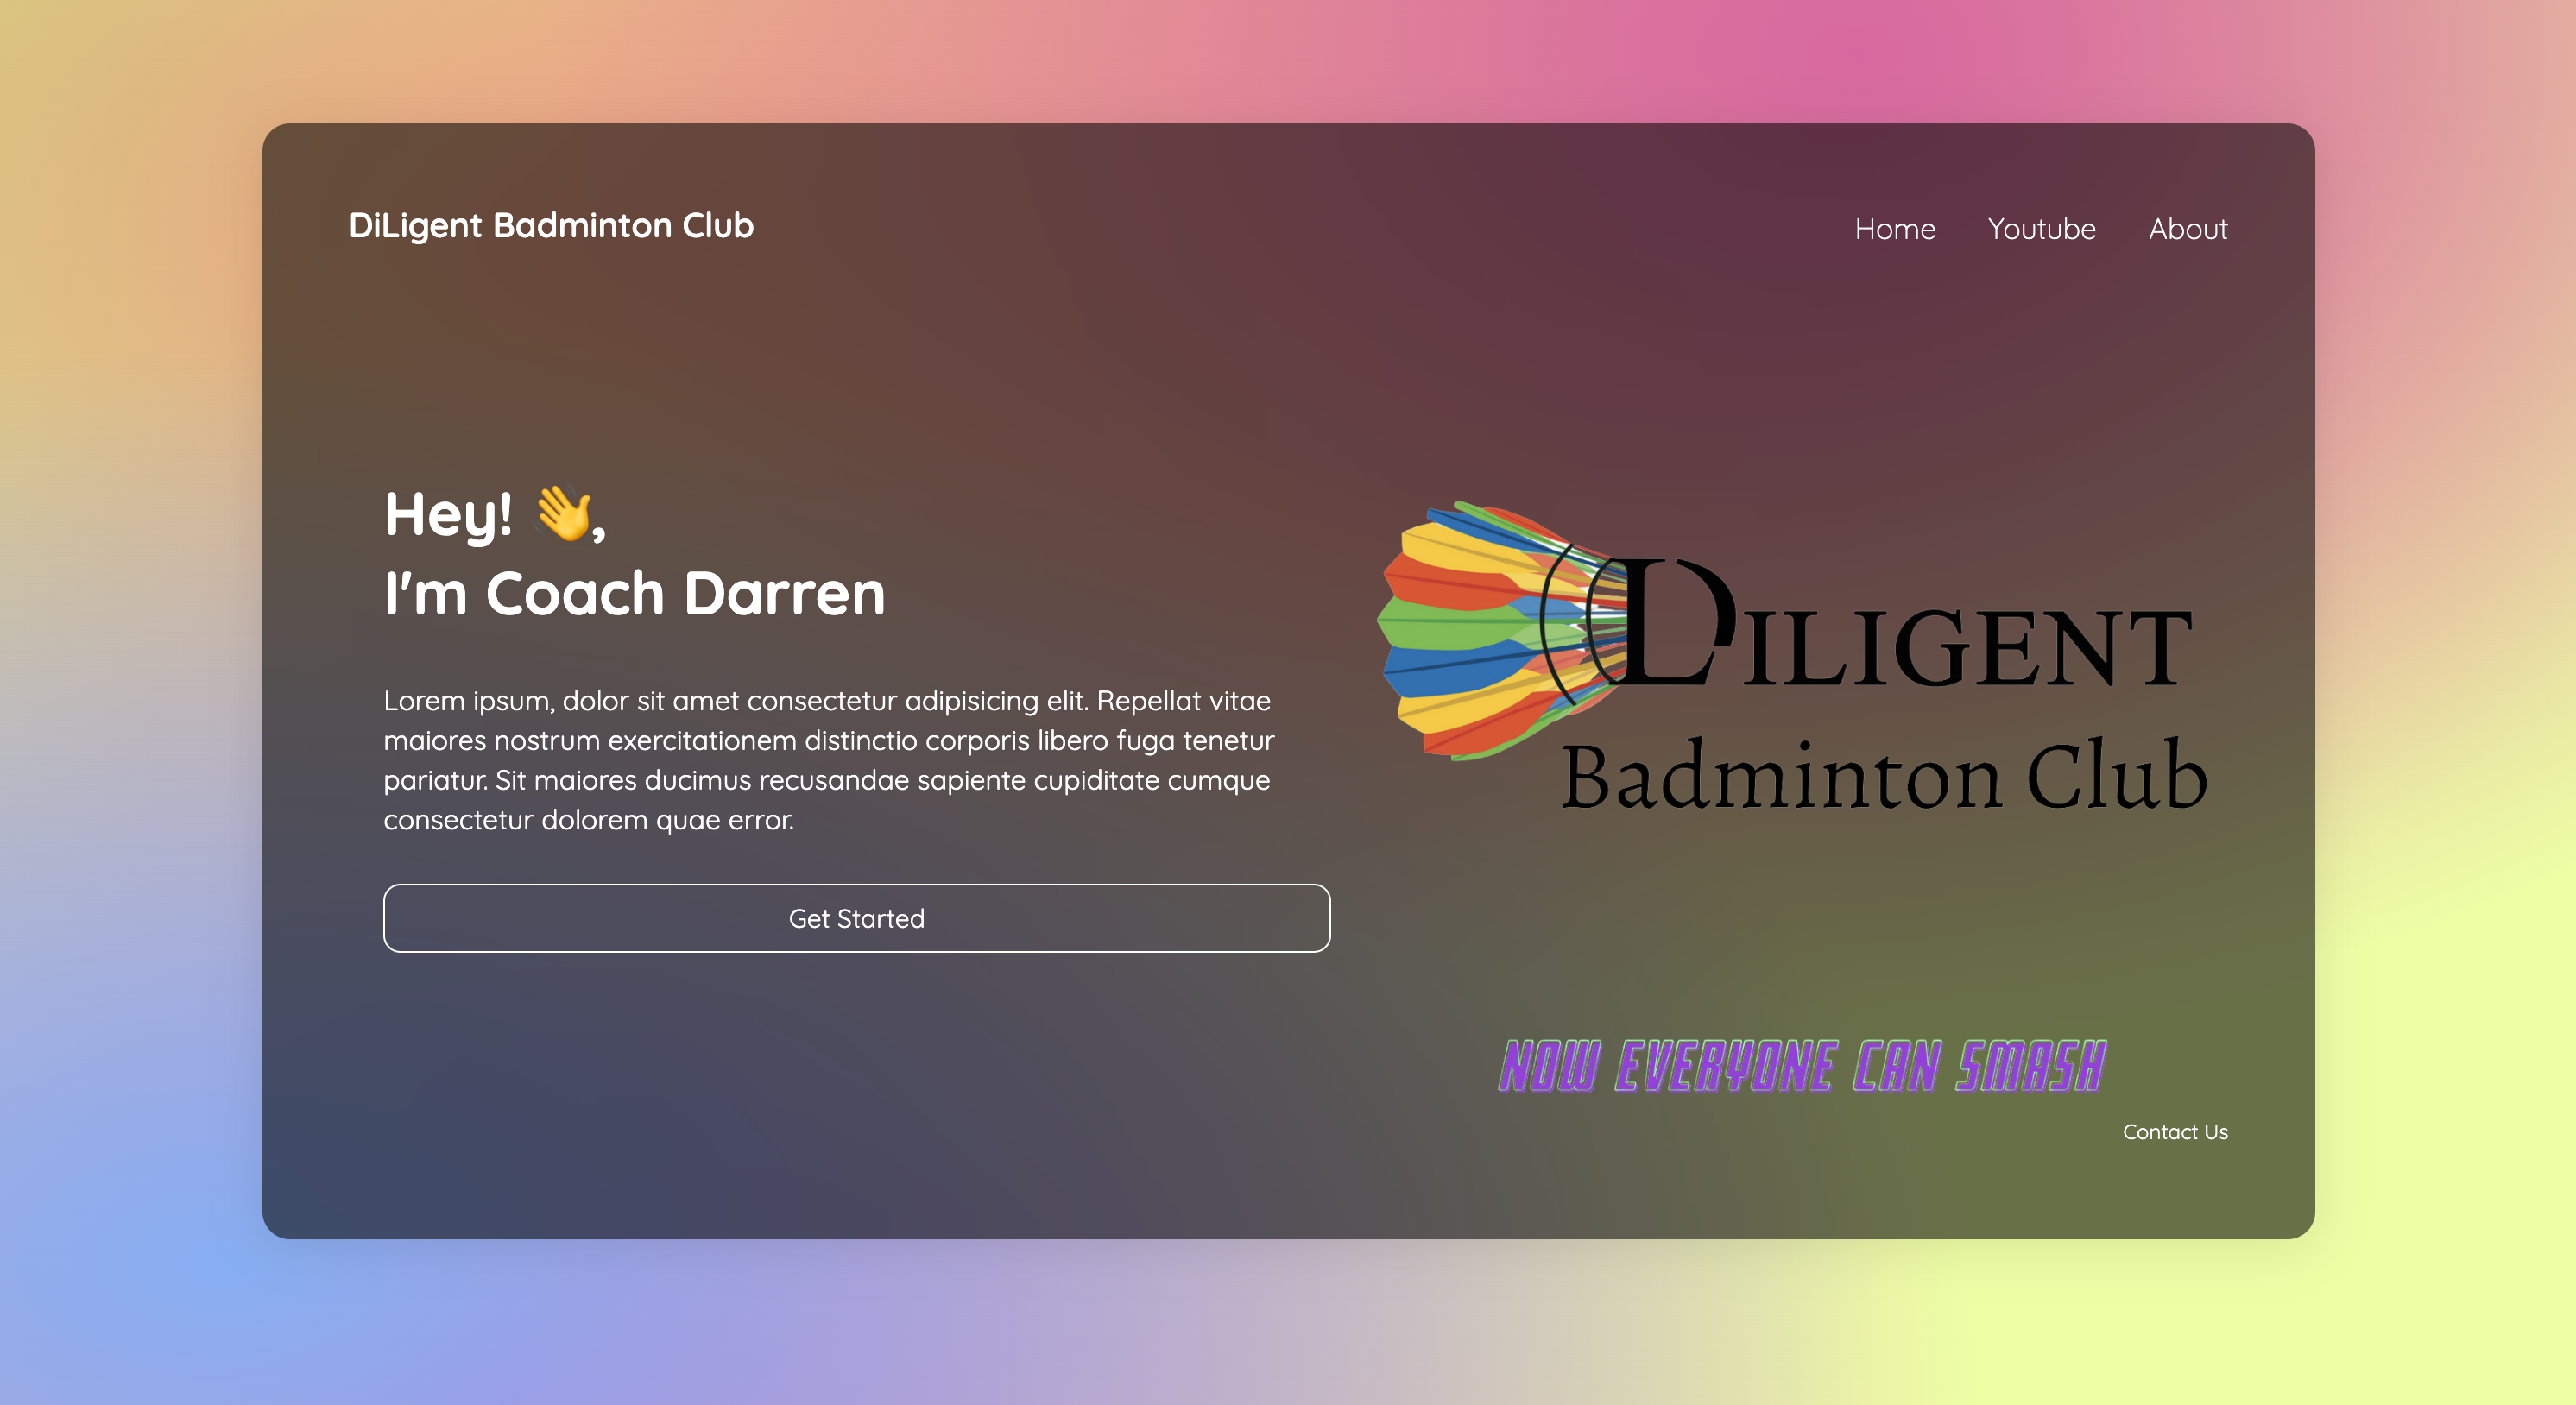 DiLigent Badminton Club
Home Youtube About
Hey! 👋,
I'm Coach Darren
Lorem ipsum, dolor sit amet consectetur adipisicing elit. Repellat vitae
maiores nostrum exercitationem distinctio corporis libero fuga tenetur
pariatur. Sit maiores ducimus recusandae sapiente cupiditate cumque
consectetur dolorem quae error.
Get Started
DILIGENT
Badminton Club
NOW EVERYONE CAN SMASH
Contact Us